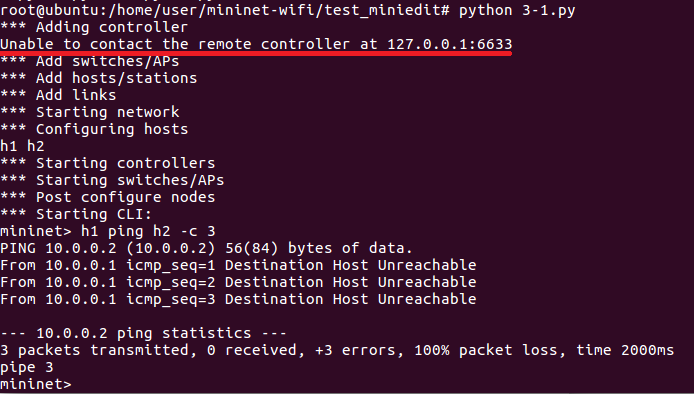 root@ubuntu:/home/user/mininet-wifi/test_miniedit# python 3-1.py
*** Adding controller
Unable to contact the remote controller at 127.0.0.1:6633
*** Add switches/APs
*** Add hosts/stations
*** Add links
*** Starting network
*** Configuring hosts
h1 h2
*** Starting controllers
*** Starting switches/APs
*** Post configure nodes
*** Starting CLI:
mininet> h1 ping h2 -c 3
PING 10.0.0.2 (10.0.0.2) 56(84) bytes of data.
From 10.0.0.1 icmp_seq=1 Destination Host Unreachable
From 10.0.0.1 icmp_seq=2 Destination Host Unreachable
From 10.0.0.1 icmp_seq=3 Destination Host Unreachable
--- 10.0.0.2 ping statistics ---
3 packets transmitted, 0 received, +3 errors, 100% packet loss, time 2000ms
pipe 3
mininet>